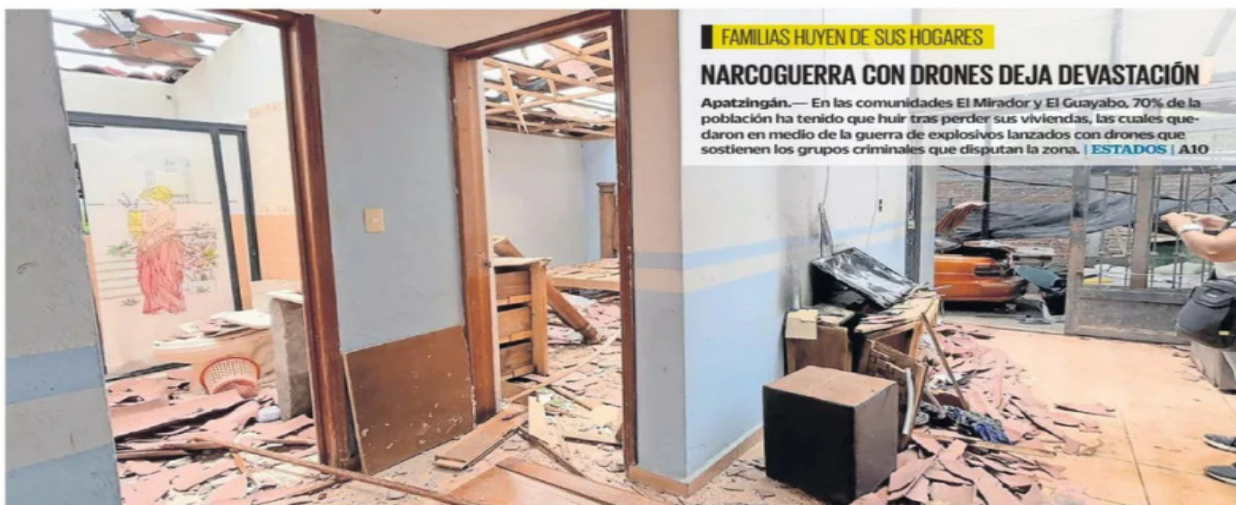 FAMILIAS HUYEN DE SUS HOGARES
NARCOGUERRA CON DRONES DEJA DEVASTACIÓN
Apatzingán.— En las comunidades El Mirador y El Guayabo, 70% de la
población ha tenido que huir tras perder sus viviendas, las cuales que-
daron en medio de la guerra de explosivos lanzados con drones que
sostienen los grupos criminales que disputan la zona. | ESTADOS | A10